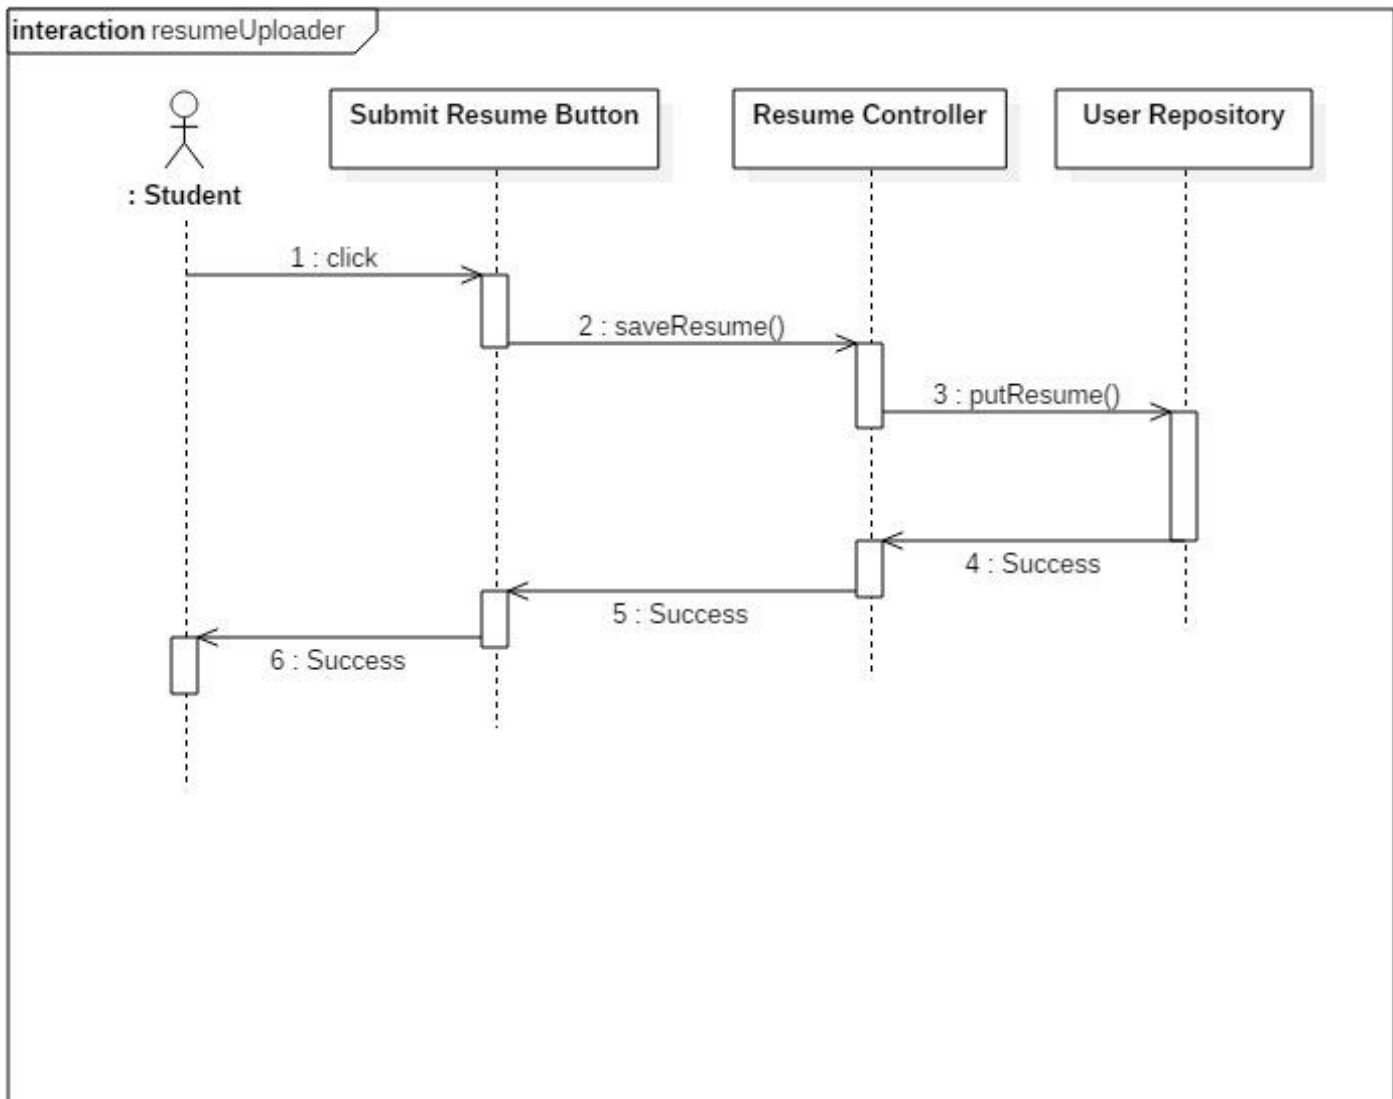 interaction resumeUploader
Submit Resume Button
Resume Controller
User Repository
: Student
1 : click
2 : saveResume()
3 : putResume()
4 : Success
5 : Success
6 : Success